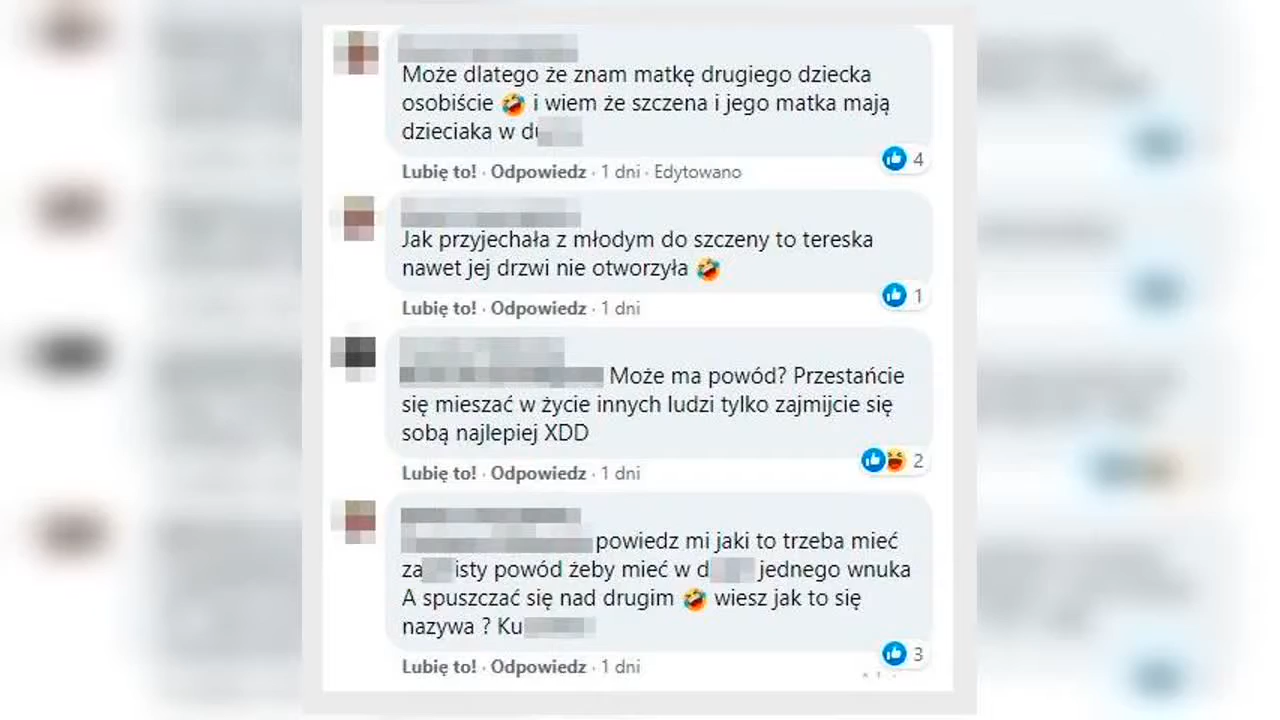 Może dlatego że znam matkę drugiego dziecka
osobiście 🤣 i wiem że szczena i jego matka mają
dzieciaka w
Lubię to! · Odpowiedz · 1 dni · Edytowano
4
Jak przyjechała z młodym do szczeny to tereska
nawet jej drzwi nie otworzyła 🤣
Lubię to! · Odpowiedz · 1 dni
1
Może ma powód? Przestańcie
się mieszać w życie innych ludzi tylko zajmijcie się
sobą najlepiej XDD
Lubię to! · Odpowiedz · 1 dni
2
powiedz mi jaki to trzeba mieć
za isty powód żeby mieć w d jednego wnuka
A spuszczać się nad drugim 🤣 wiesz jak to się
nazywa ? Ku
Lubię to! · Odpowiedz · 1 dni
3